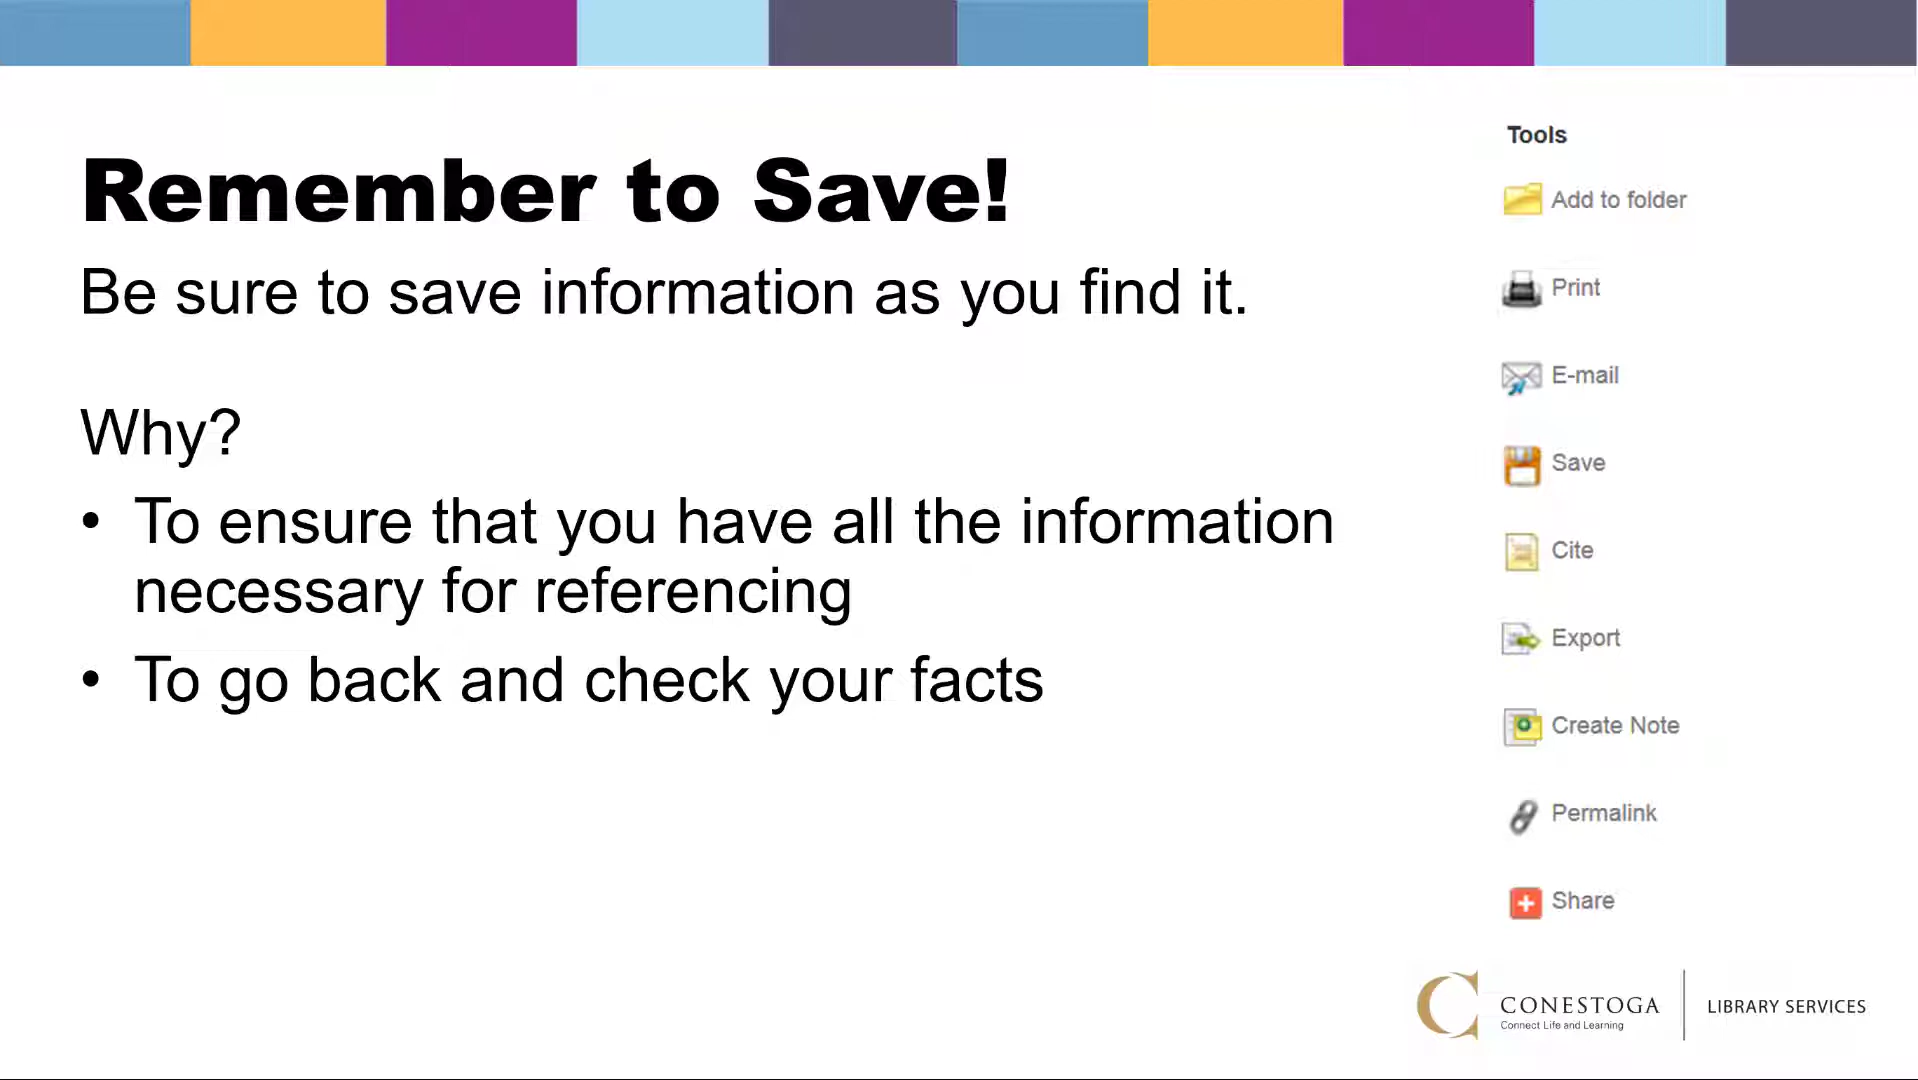 Remember to Save!
Be sure to save information as you find it.
Why?
• To ensure that you have all the information
necessary for referencing
• To go back and check your facts
Tools
Add to folder
Print
E-mail
Save
Cite
Export
Create Note
Permalink
Share
CONESTOGA
Connect Life and Learning
LIBRARY SERVICES